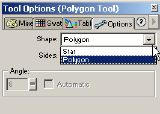 Tool Options (Polygon Tool)
Mixe Swat Tabl Options ?
Shape: Polygon
Star
Sides: Polygon
Angle:
Automatic